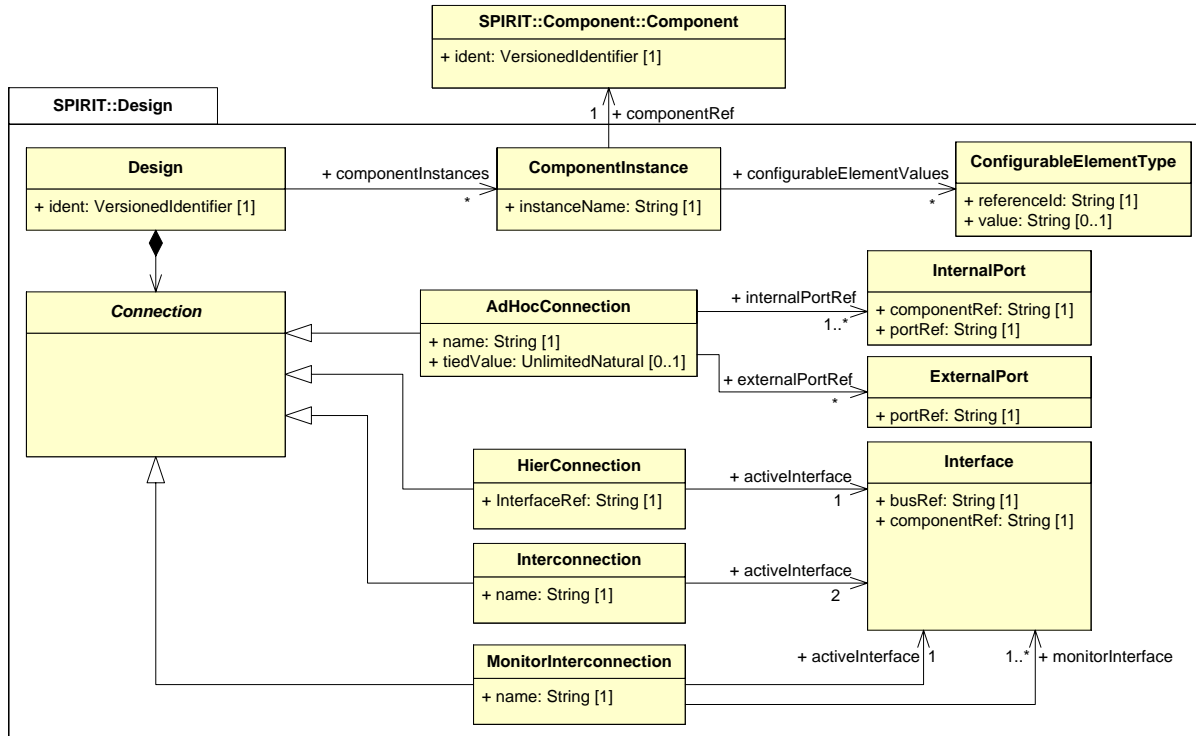 SPIRIT::Component::Component
+ ident: VersionedIdentifier [1]
SPIRIT::Design
1 + componentRef
Design
+ ident: VersionedIdentifier [1]
+ componentInstances
*
ComponentInstance
+ instanceName: String [1]
+ configurableElementValues
*
ConfigurableElementType
+ referenceId: String [1]
+ value: String [0..1]
Connection
AdHocConnection
+ name: String [1]
+ tiedValue: UnlimitedNatural [0..1]
+ internalPortRef
1..*
InternalPort
+ componentRef: String [1]
+ portRef: String [1]
+ externalPortRef
*
ExternalPort
+ portRef: String [1]
HierConnection
+ InterfaceRef: String [1]
+ activeInterface
1
Interface
+ busRef: String [1]
+ componentRef: String [1]
Interconnection
+ name: String [1]
+ activeInterface
2
MonitorInterconnection
+ name: String [1]
+ activeInterface 1
1..* + monitorInterface